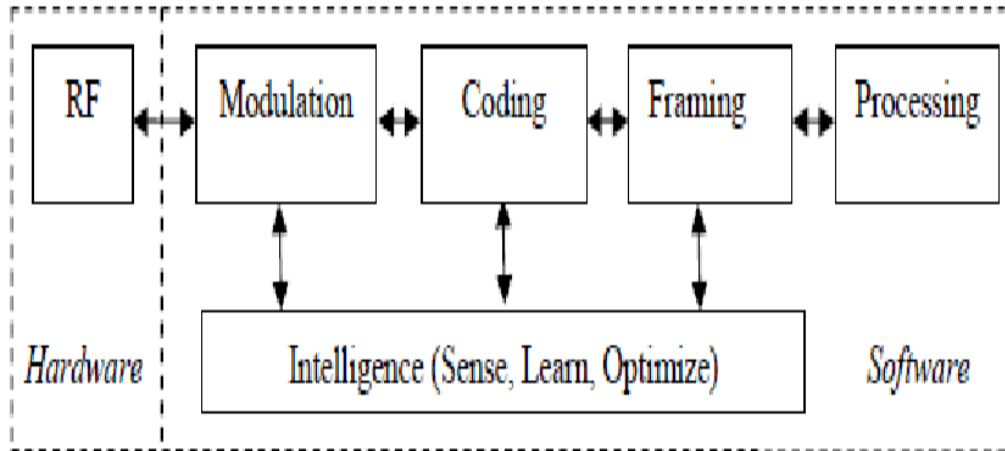 RF
Modulation
Coding
Framing
Processing
Hardware
Intelligence (Sense, Learn, Optimize)
Software